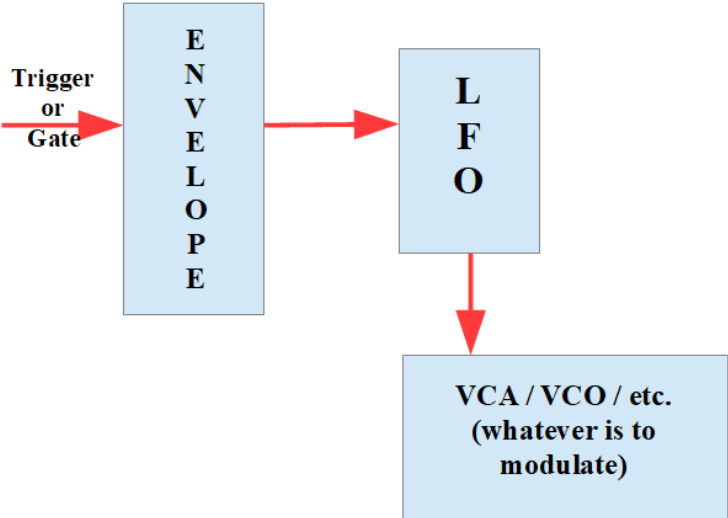 Trigger
or
Gate
E
N
V
E
L
O
P
E
L
F
O
VCA / VCO / etc.
(whatever is to
modulate)